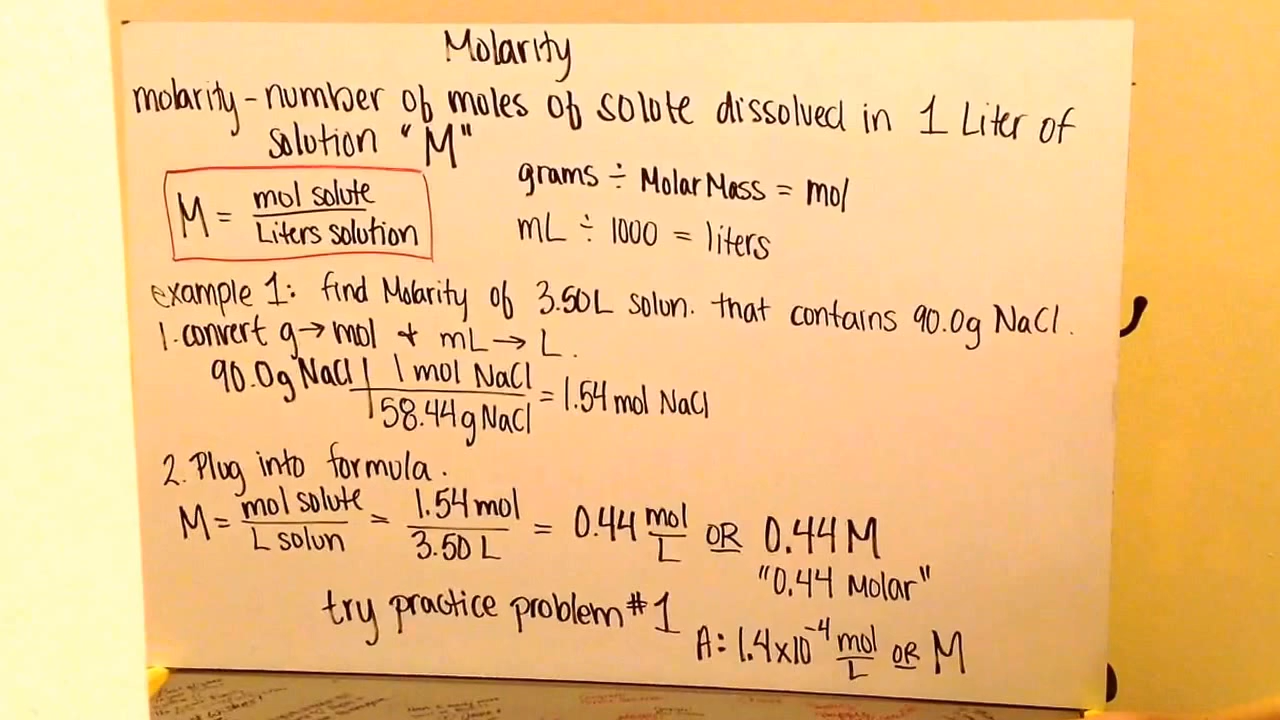 Molarity
molarity - number of moles of solute dissolved in 1 Liter of
solution "M"
M = mol solute / Liters solution
grams ÷ Molar Mass = mol
mL ÷ 1000 = liters
example 1: find Molarity of 3.50L solun. that contains 90.0g NaCl.
1. convert g → mol & mL → L.
90.0g NaCl | 1 mol NaCl / 58.44g NaCl = 1.54 mol NaCl
2. Plug into formula.
M = mol solute / L solun = 1.54 mol / 3.50 L = 0.44 mol/L OR 0.44 M
"0.44 Molar"
try practice problem #1
A: 1.4x10⁻⁴ mol/L OR M